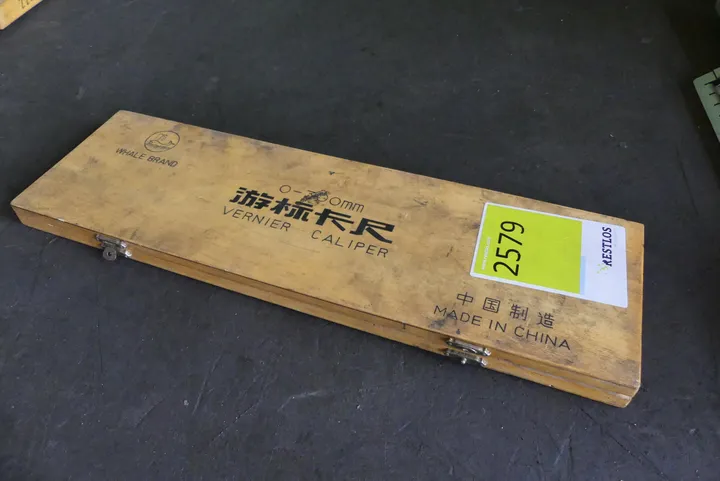 WHALE BRAND
游标卡尺
VERNIER CALIPER
2579
RESTLOS
中国制造
MADE IN CHINA